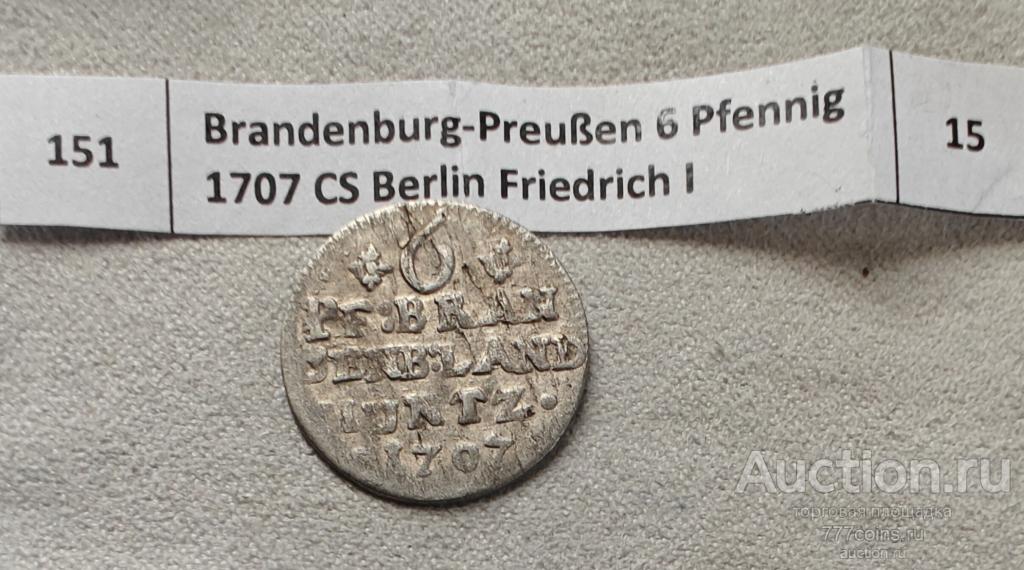 151
Brandenburg-Preußen 6 Pfennig
1707 CS Berlin Friedrich I
15
6
PF:BRAN
DENB:LAND
MUNTZ.
1707
Auction.ru
торговая площадка
777coins.ru
auction.ru